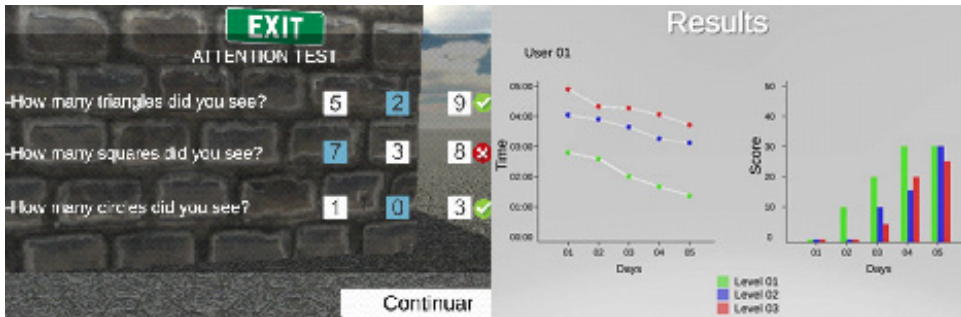 EXIT
ATTENTION TEST
-How many triangles did you see? 5 2 9
-How many squares did you see? 7 3 8
-How many circles did you see? 1 0 3
Continuar
Results
User 01
05:00
04:00
03:00
02:00
01:00
00:00
Time
01 02 03 04 05
Days
50
40
30
20
10
0
Score
01 02 03 04 05
Days
Level 01
Level 02
Level 03